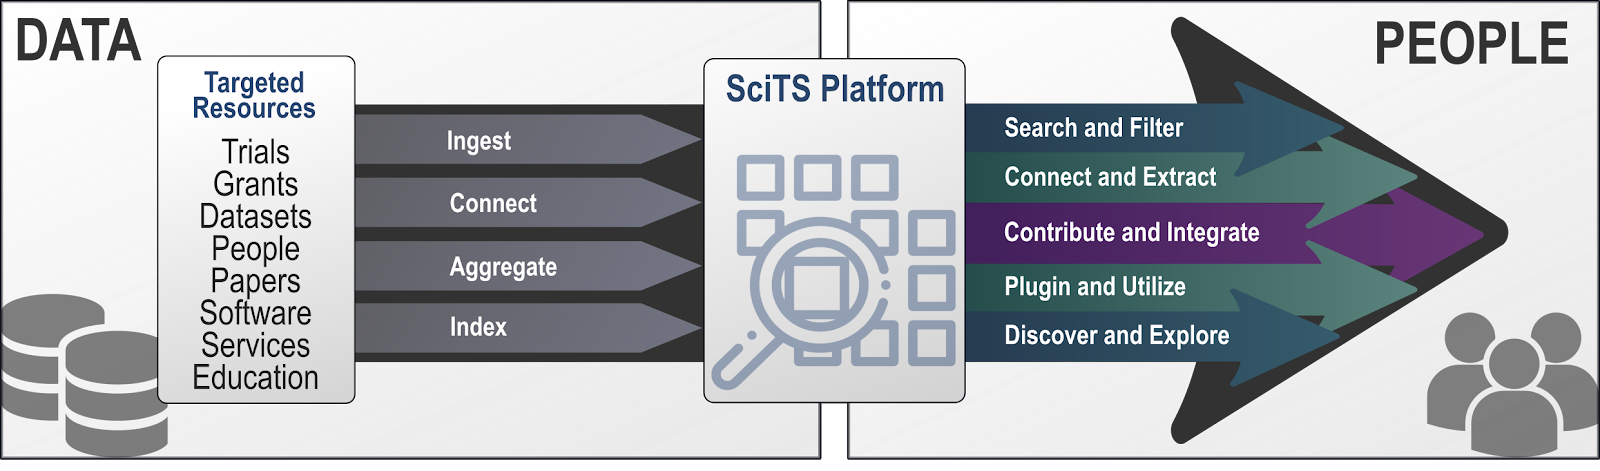 DATA
Targeted
Resources
Trials
Grants
Datasets
People
Papers
Software
Services
Education
Ingest
Connect
Aggregate
Index
SciTS Platform
PEOPLE
Search and Filter
Connect and Extract
Contribute and Integrate
Plugin and Utilize
Discover and Explore